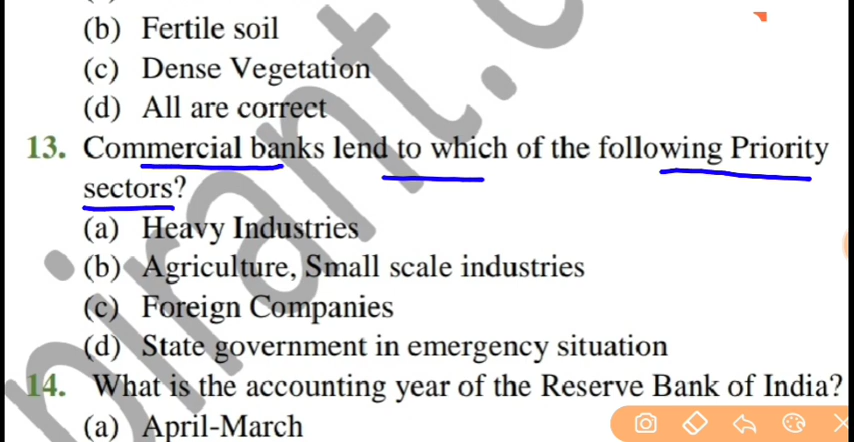 (b) Fertile soil
(c) Dense Vegetation
(d) All are correct
13. Commercial banks lend to which of the following Priority
sectors?
(a) Heavy Industries
(b) Agriculture, Small scale industries
(c) Foreign Companies
(d) State government in emergency situation
14. What is the accounting year of the Reserve Bank of India?
(a) April-March